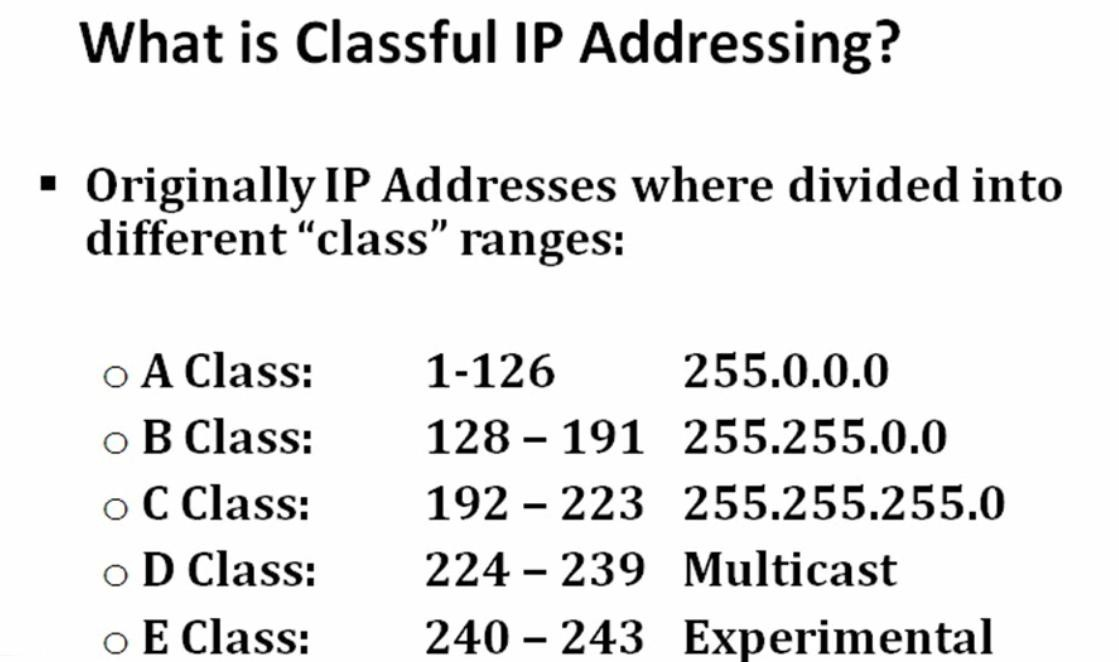 What is Classful IP Addressing?
▪ Originally IP Addresses where divided into
different “class” ranges:
○ A Class: 1-126 255.0.0.0
○ B Class: 128 – 191 255.255.0.0
○ C Class: 192 – 223 255.255.255.0
○ D Class: 224 – 239 Multicast
○ E Class: 240 – 243 Experimental